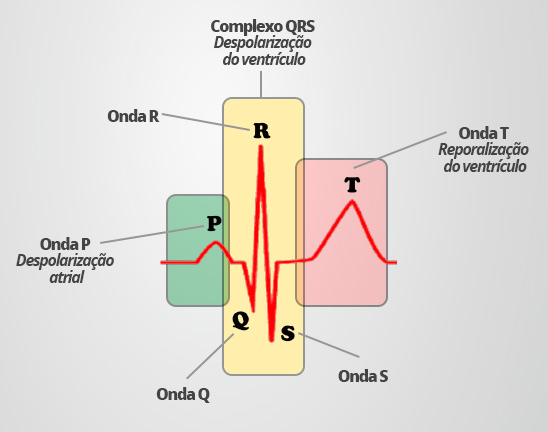 Complexo QRS
Despolarização
do ventrículo
Onda R
R
Onda T
Reporalização
do ventrículo
T
P
Onda P
Despolarização
atrial
Q
S
Onda S
Onda Q